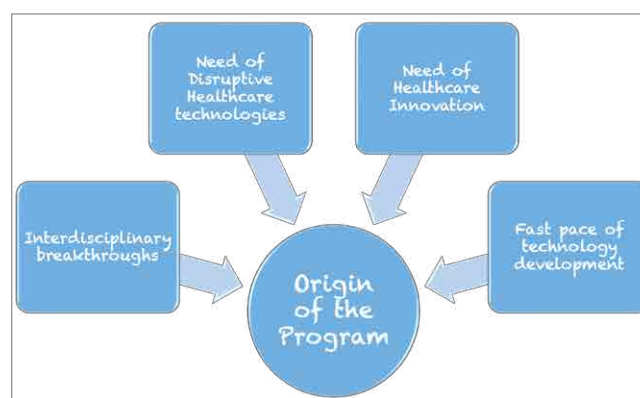 Need of
Disruptive
Healthcare
technologies
Need of
Healthcare
Innovation
Interdisciplinary
breakthroughs
Fast pace of
technology
development
Origin
of the
Program